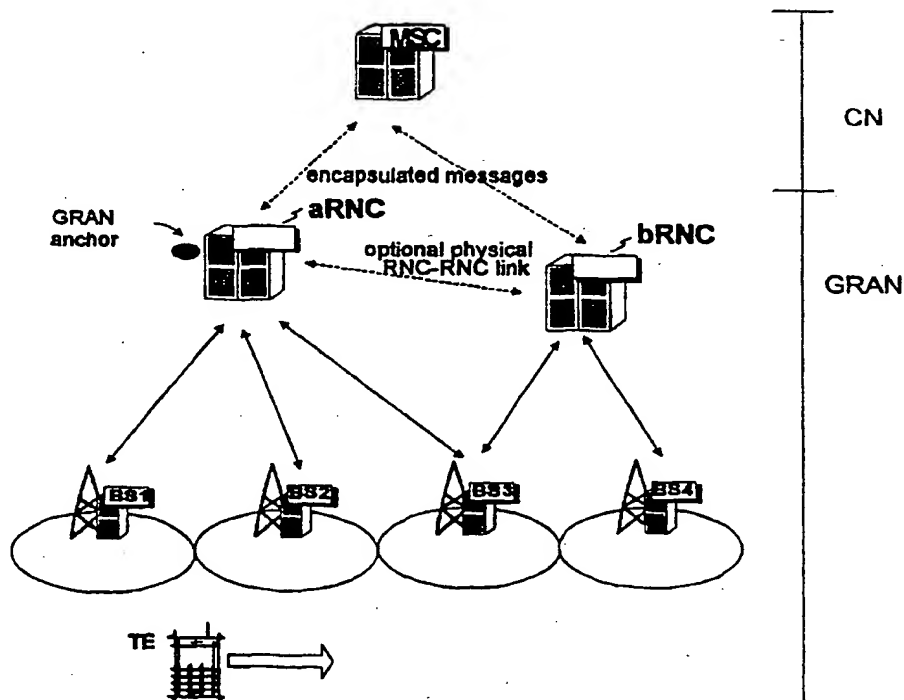 MSC
CN
encapsulated messages
GRAN
anchor
aRNC
bRNC
optional physical
RNC-RNC link
GRAN
BS1
BS2
BS3
BS4
TE